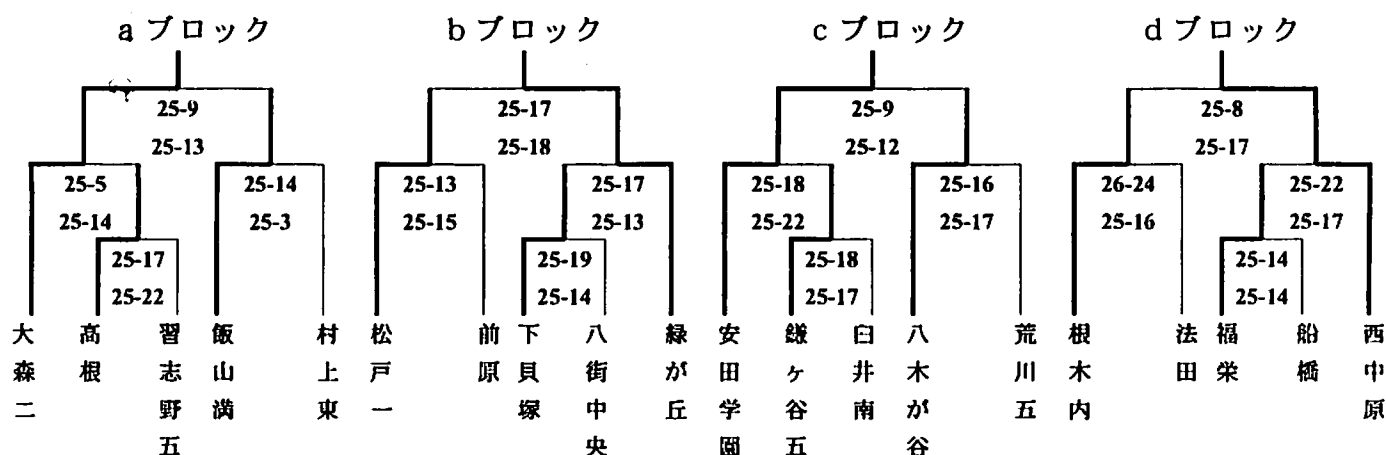 aブロック bブロック cブロック dブロック
25-9 25-17 25-9 25-8
25-13 25-18 25-12 25-17
25-5 25-14 25-13 25-17 25-18 25-16 26-24 25-22
25-14 25-3 25-15 25-13 25-22 25-17 25-16 25-17
25-17 25-19 25-18 25-14
25-22 25-14 25-17 25-14
大森二
高根
習志野五
飯山満
村上東
松戸一
前原
下貝塚
八街中央
緑が丘
安田学園
鎌ヶ谷五
臼井南
八木が谷
荒川五
根木内
法田
福栄
船橋
西中原